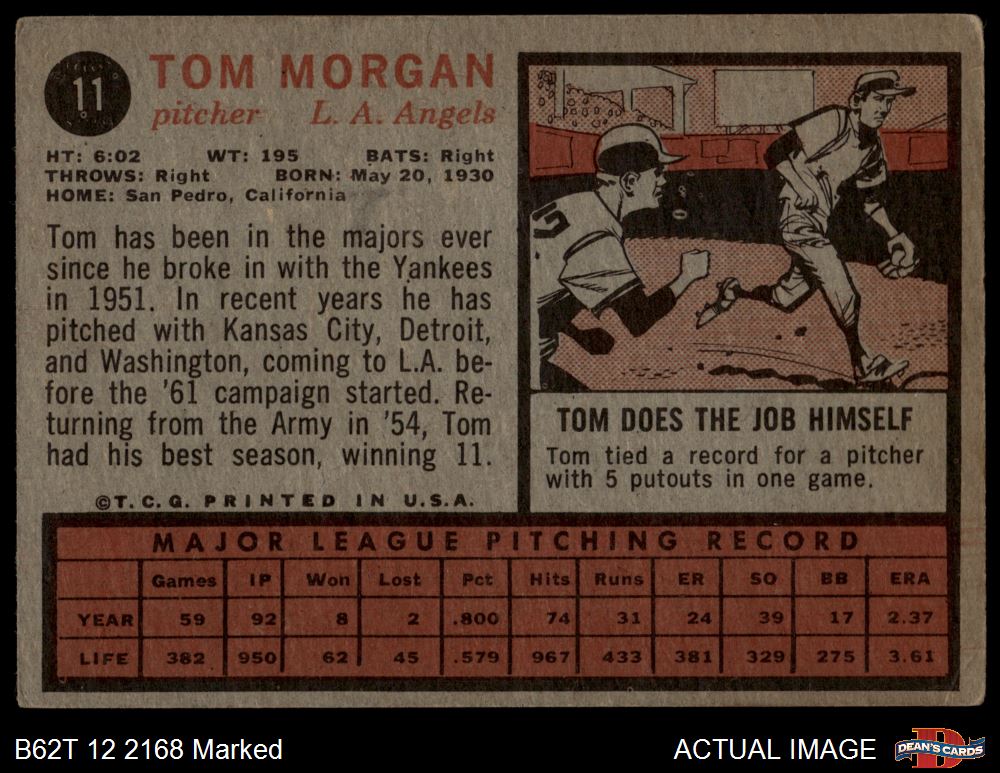 11
TOM MORGAN
pitcher L. A. Angels
HT: 6:02 WT: 195 BATS: Right
THROWS: Right BORN: May 20, 1930
HOME: San Pedro, California
Tom has been in the majors ever
since he broke in with the Yankees
in 1951. In recent years he has
pitched with Kansas City, Detroit,
and Washington, coming to L.A. be-
fore the '61 campaign started. Re-
turning from the Army in '54, Tom
had his best season, winning 11.
©T.C.G. PRINTED IN U.S.A.
5
TOM DOES THE JOB HIMSELF
Tom tied a record for a pitcher
with 5 putouts in one game.
MAJOR LEAGUE PITCHING RECORD
Games IP Won Lost Pct Hits Runs ER SO BB ERA
YEAR 59 92 8 2 .800 74 31 24 39 17 2.37
LIFE 382 950 62 45 .579 967 433 381 329 275 3.61
B62T 12 2168 Marked
ACTUAL IMAGE
D
DEAN'S CARDS